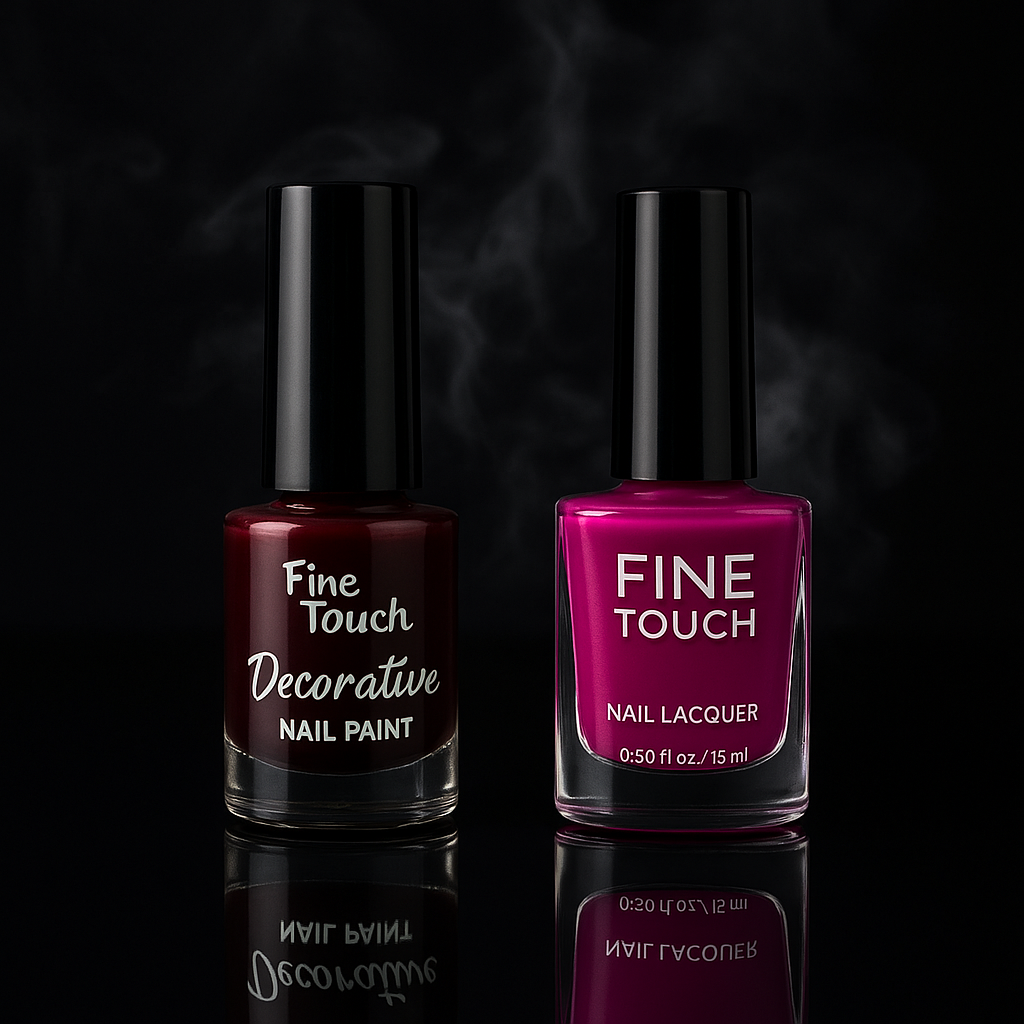 Fine
Touch
Decorative
NAIL PAINT
FINE
TOUCH
NAIL LACQUER
0:50 fl oz./15 ml